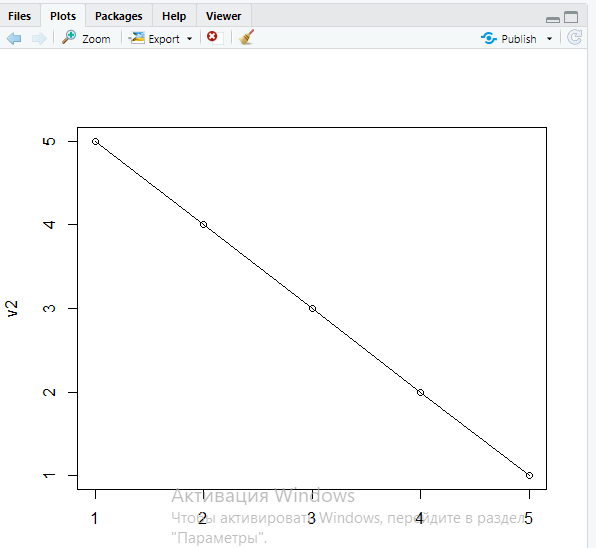 Files Plots Packages Help Viewer
Zoom Export Publish
5
4
3
2
1
v2
1 2 3 4 5
Активация Windows
Чтобы активировать Windows, перейдите в раздел
"Параметры".